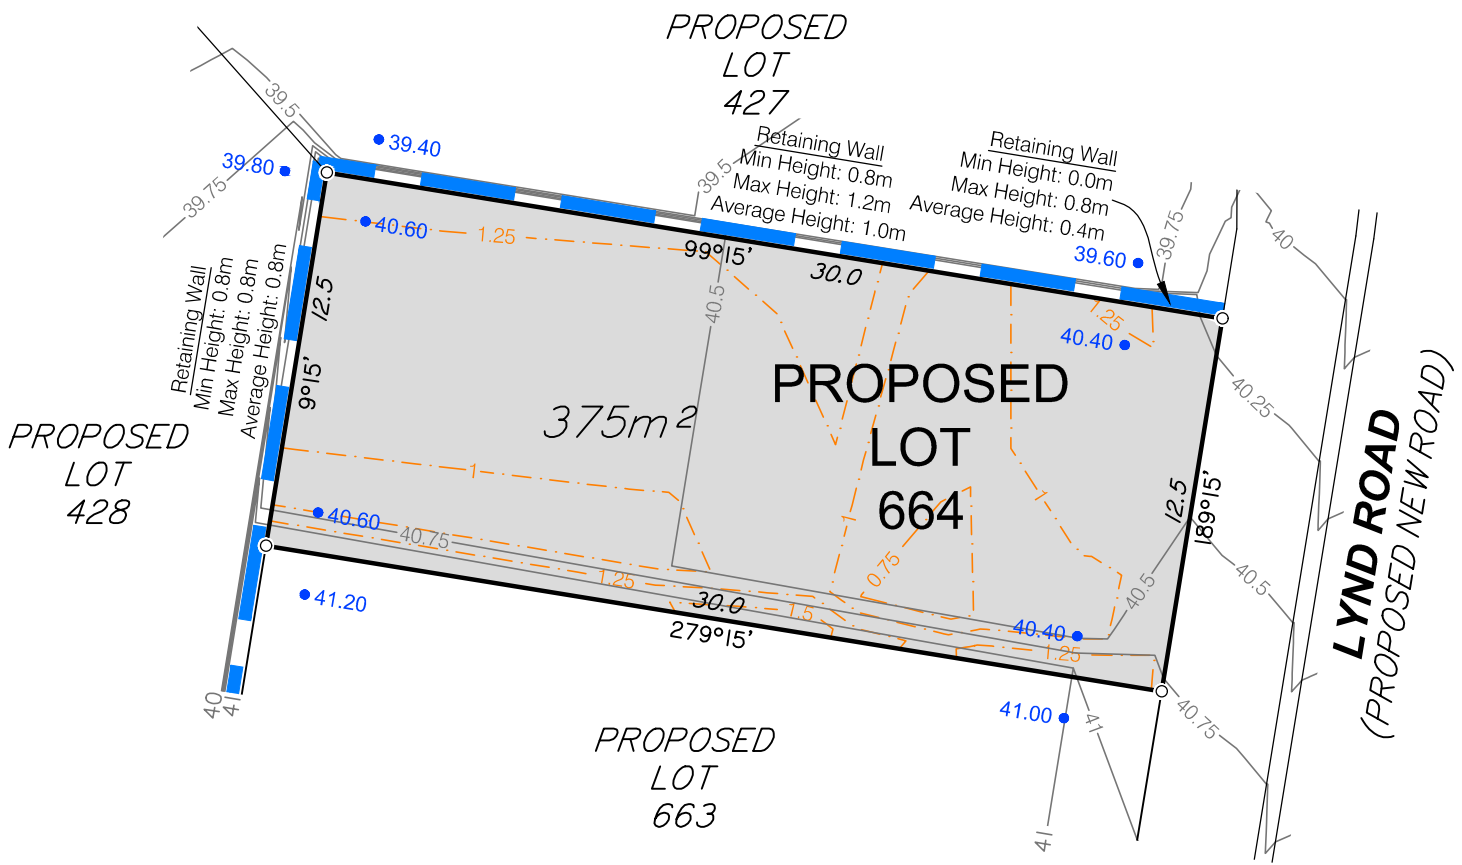 PROPOSED
LOT
427
39.5
39.40
39.80
39.75
39.5
Retaining Wall
Min Height: 0.8m
Max Height: 1.2m
Average Height: 1.0m
Retaining Wall
Min Height: 0.0m
Max Height: 0.8m
Average Height: 0.4m
39.75
40
39.60
40.60
1.25
99°15'
30.0
40.5
1.25
40.40
Retaining Wall
Min Height: 0.8m
Max Height: 0.8m
Average Height: 0.8m
12.5
9°15'
375m²
PROPOSED
LOT
664
40.25
PROPOSED
LOT
428
1
1
1
12.5
189°15'
LYND ROAD
(PROPOSED NEW ROAD)
40.60
40.75
0.75
40.5
40.5
1.25
1.5
30.0
279°15'
40.40
1.25
41.20
41.00
41
40.75
40
41
41
PROPOSED
LOT
663